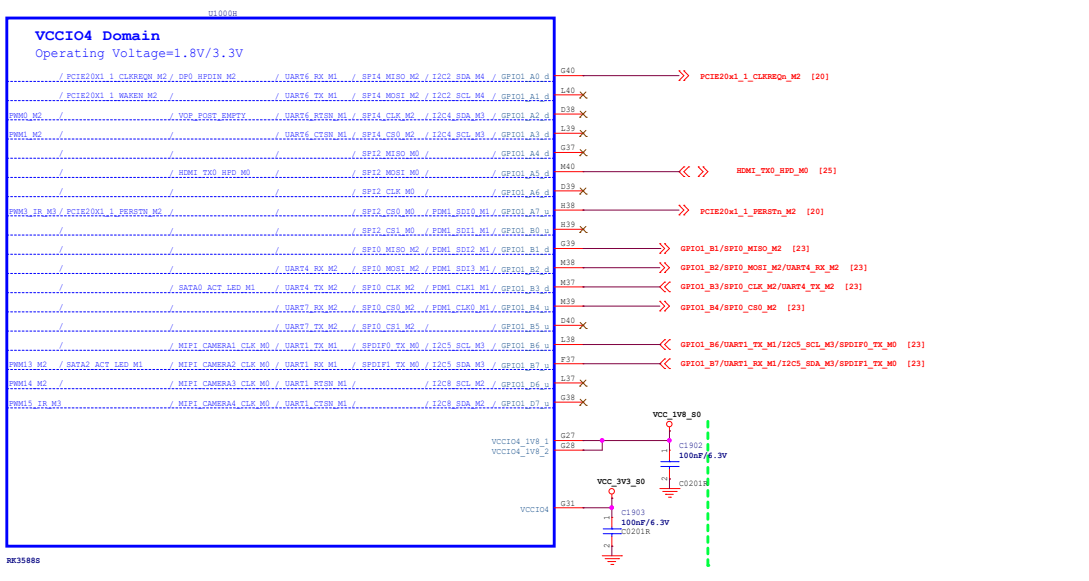 U1000H
VCCIO4 Domain
Operating Voltage=1.8V/3.3V
/ PCIE20X1_1_CLKREQN_M2 / DP0_HPDIN_M2 / UART6_RX_M1 / SPI4_MISO_M2 / I2C2_SDA_M4 / GPIO1_A0_d G40 PCIE20x1_1_CLKREQn_M2 [20]
/ PCIE20X1_1_WAKEN_M2 / / UART6_TX_M1 / SPI4_MOSI_M2 / I2C2_SCL_M4 / GPIO1_A1_d L40
PWM0_M2 / / VOP_POST_EMPTY / UART6_RTSN_M1 / SPI4_CLK_M2 / I2C4_SDA_M3 / GPIO1_A2_d D38
PWM1_M2 / / / UART6_CTSN_M1 / SPI4_CS0_M2 / I2C4_SCL_M3 / GPIO1_A3_d L39
/ / / SPI2_MISO_M0 / / GPIO1_A4_d G37
/ / HDMI_TX0_HPD_M0 / / SPI2_MOSI_M0 / / GPIO1_A5_d M40 HDMI_TX0_HPD_M0 [25]
/ / / SPI2_CLK_M0 / / GPIO1_A6_d D39
PWM3_IR_M3 / PCIE20X1_1_PERSTN_M2 / / / SPI2_CS0_M0 / PDM1_SDI0_M1 / GPIO1_A7_u H38 PCIE20x1_1_PERSTn_M2 [20]
/ / / / SPI2_CS1_M0 / PDM1_SDI1_M1 / GPIO1_B0_u H39
/ / / / SPI0_MISO_M2 / PDM1_SDI2_M1 / GPIO1_B1_d G39 GPIO1_B1/SPI0_MISO_M2 [23]
/ / / UART4_RX_M2 / SPI0_MOSI_M2 / PDM1_SDI3_M1 / GPIO1_B2_d M38 GPIO1_B2/SPI0_MOSI_M2/UART4_RX_M2 [23]
/ / SATA0_ACT_LED_M1 / UART4_TX_M2 / SPI0_CLK_M2 / PDM1_CLK1_M1 / GPIO1_B3_d M37 GPIO1_B3/SPI0_CLK_M2/UART4_TX_M2 [23]
/ / / UART7_RX_M2 / SPI0_CS0_M2 / PDM1_CLK0_M1 / GPIO1_B4_u M39 GPIO1_B4/SPI0_CS0_M2 [23]
/ / / UART7_TX_M2 / SPI0_CS1_M2 / / GPIO1_B5_u D40
/ / MIPI_CAMERA1_CLK_M0 / UART1_TX_M1 / SPDIF0_TX_M0 / I2C5_SCL_M3 / GPIO1_B6_u L38 GPIO1_B6/UART1_TX_M1/I2C5_SCL_M3/SPDIF0_TX_M0 [23]
PWM13_M2 / SATA2_ACT_LED_M1 / MIPI_CAMERA2_CLK_M0 / UART1_RX_M1 / SPDIF1_TX_M0 / I2C5_SDA_M3 / GPIO1_B7_u F37 GPIO1_B7/UART1_RX_M1/I2C5_SDA_M3/SPDIF1_TX_M0 [23]
PWM14_M2 / / MIPI_CAMERA3_CLK_M0 / UART1_RTSN_M1 / / I2C8_SCL_M2 / GPIO1_D6_u L37
PWM15_IR_M3 / MIPI_CAMERA4_CLK_M0 / UART1_CTSN_M1 / / I2C8_SDA_M2 / GPIO1_D7_u G38
VCC_1V8_S0
VCCIO4_1V8_1 G27
VCCIO4_1V8_2 G28
1 C1902
100nF/6.3V
2 C0201R
VCC_3V3_S0
VCCIO4 G31
1 C1903
100nF/6.3V
2 C0201R
RK3588S